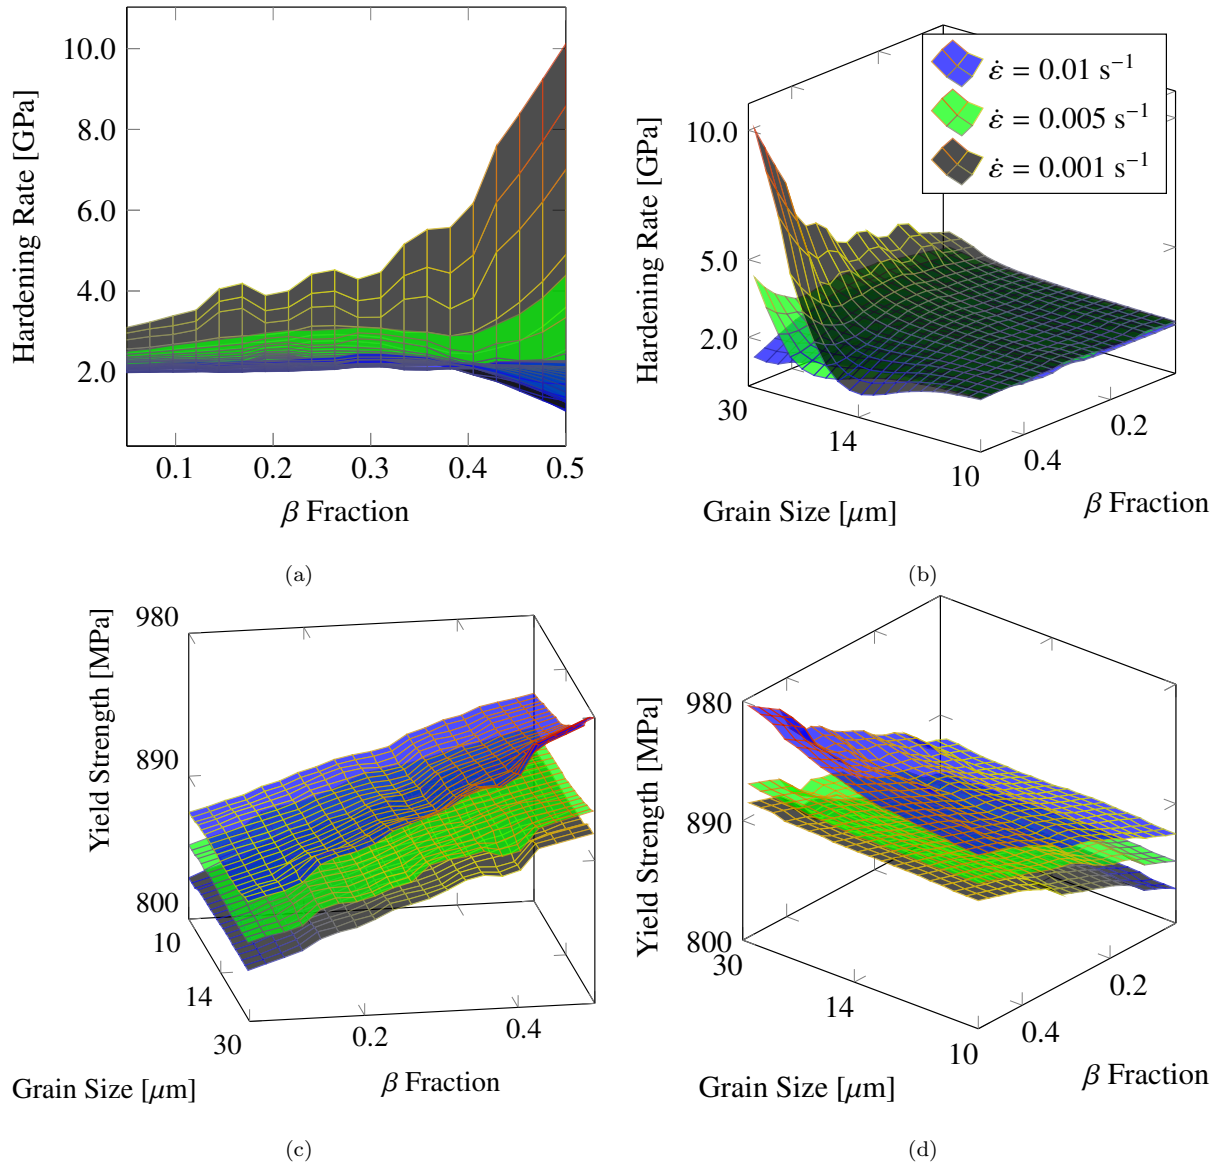 10.0
8.0
6.0
4.0
2.0
Hardening Rate [GPa]
0.1 0.2 0.3 0.4 0.5
β Fraction
(a)
10.0
5.0
2.0
Hardening Rate [GPa]
30
14
10
0.4
0.2
Grain Size [μm]
β Fraction
ε̇ = 0.01 s⁻¹
ε̇ = 0.005 s⁻¹
ε̇ = 0.001 s⁻¹
(b)
980
890
800
Yield Strength [MPa]
10
14
30
0.2
0.4
Grain Size [μm]
β Fraction
(c)
980
890
800
Yield Strength [MPa]
30
14
10
0.4
0.2
Grain Size [μm]
β Fraction
(d)